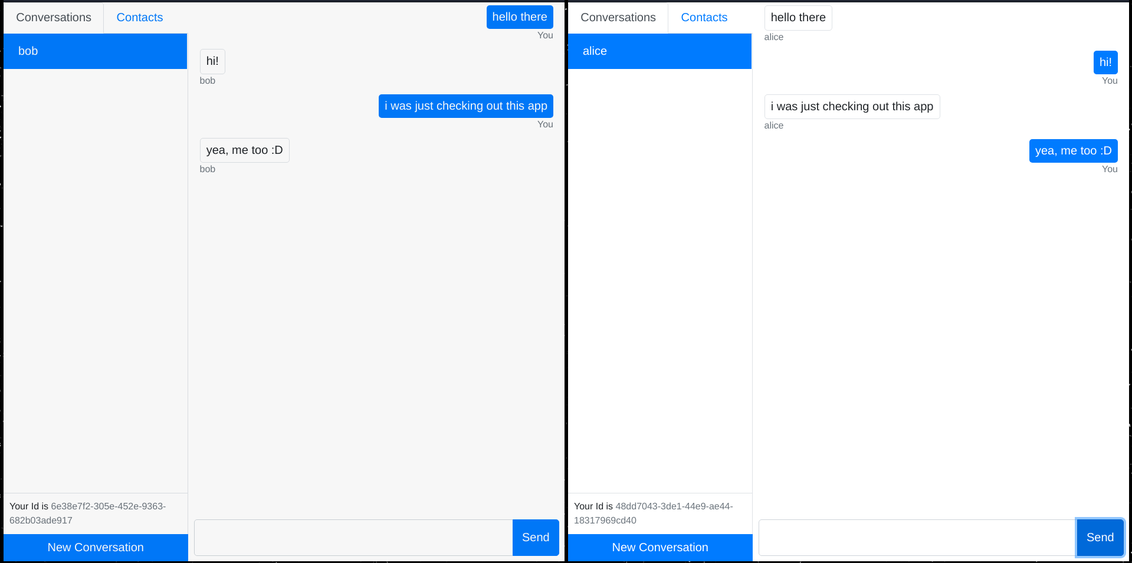 Conversations Contacts
bob
hello there
You
hi!
bob
i was just checking out this app
You
yea, me too :D
bob
Your Id is 6e38e7f2-305e-452e-9363-
682b03ade917
New Conversation
Send
Conversations Contacts
alice
hello there
alice
hi!
You
i was just checking out this app
alice
yea, me too :D
You
Your Id is 48dd7043-3de1-44e9-ae44-
18317969cd40
New Conversation
Send